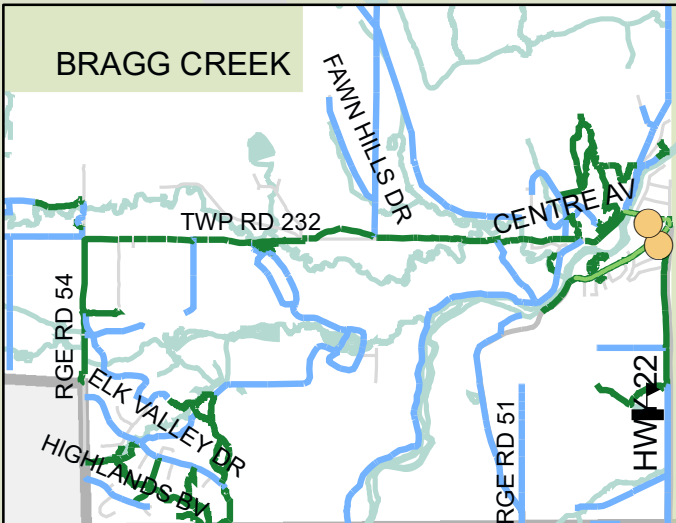 BRAGG CREEK
FAWN HILLS DR
CENTRE AV
TWP RD 232
RGE RD 54
ELK VALLEY DR
HIGHLANDS BV
RGE RD 51
22